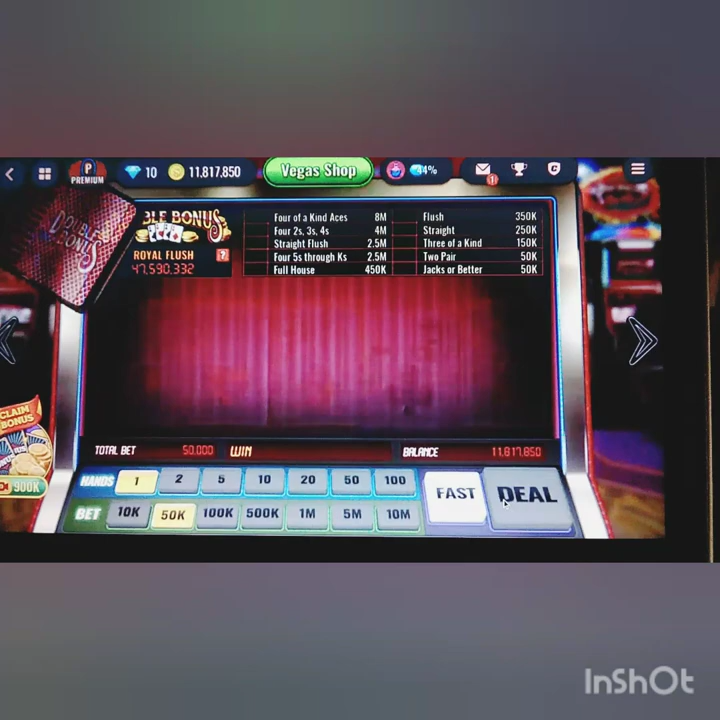 P
PREMIUM
10
11.817.850
Vegas Shop
44%
DOUBLE BONUS
BLE BONUS
ROYAL FLUSH
?
47,590,332
Four of a Kind Aces 8M
Four 2s, 3s, 4s 4M
Straight Flush 2.5M
Four 5s through Ks 2.5M
Full House 450K
Flush 350K
Straight 250K
Three of a Kind 150K
Two Pair 50K
Jacks or Better 50K
CLAIM
BONUS
900K
TOTAL BET 50,000 WIN BALANCE 11,817,850
HANDS 1 2 5 10 20 50 100
BET 10K 50K 100K 500K 1M 5M 10M
FAST
DEAL
InShOt